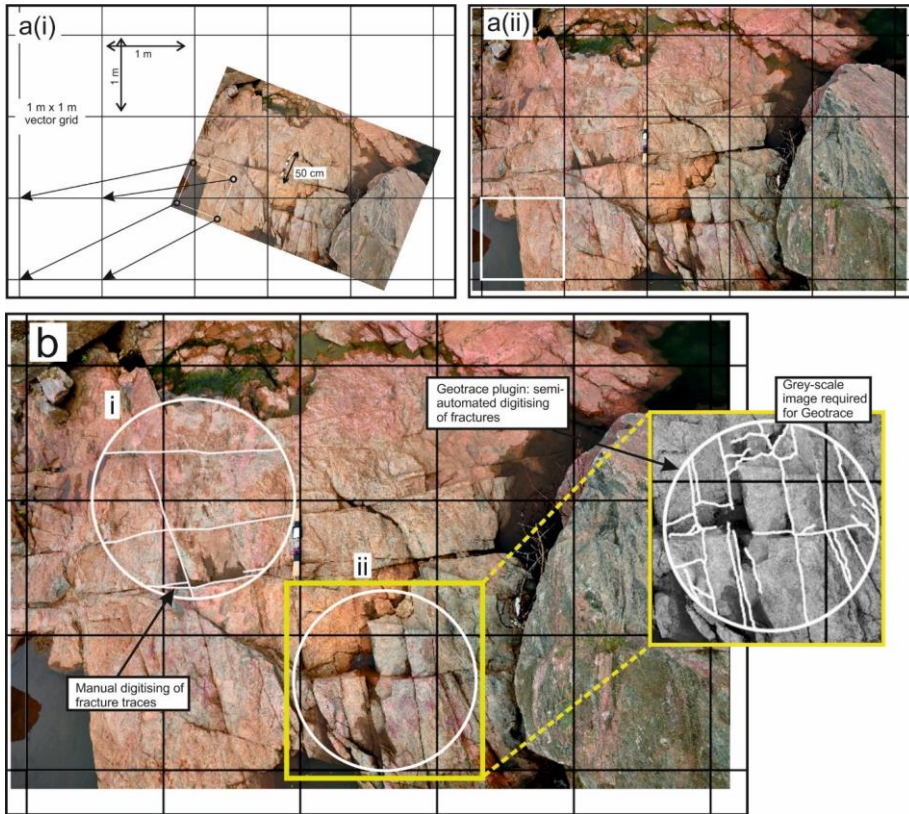 a(i)
1 m
1 m
1 m x 1 m
vector grid
50 cm
a(ii)
b
i
ii
Geotrace plugin: semi-
automated digitising
of fractures
Grey-scale
image required
for Geotrace
Manual digitising of
fracture traces